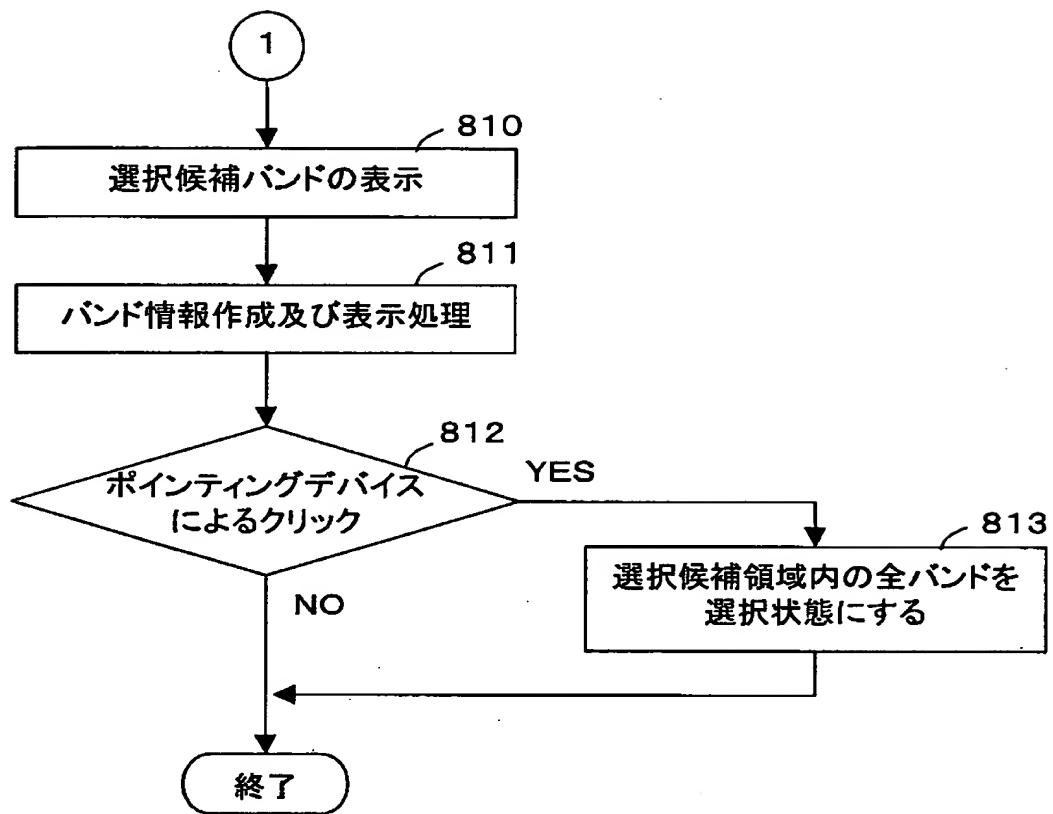 1
810
選択候補バンドの表示
811
バンド情報作成及び表示処理
812
ポインティングデバイス
によるクリック
YES
NO
813
選択候補領域内の全バンドを
選択状態にする
終了